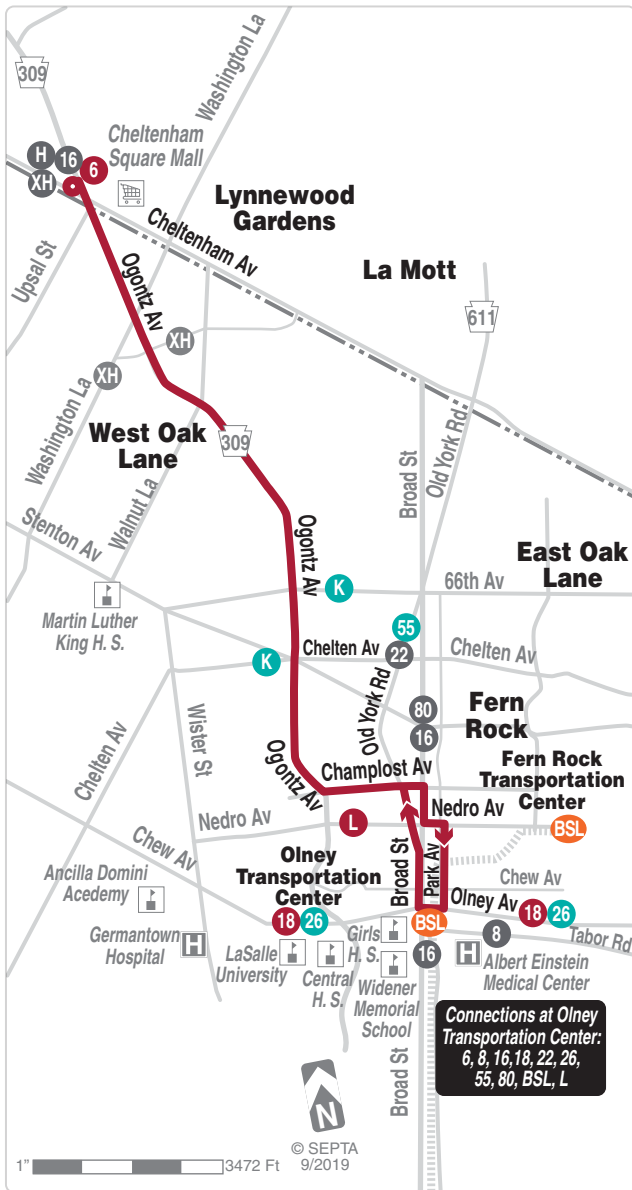 309
Washington La
H
16
6
XH
Cheltenham
Square Mall
Lynnewood
Gardens
Cheltenham Av
Upsal St
Ogontz Av
La Mott
611
XH
XH
Washington La
West Oak
Lane
309
Walnut La
Broad St
Old York Rd
Stenton Av
Ogontz Av
East Oak
Lane
K
66th Av
Martin Luther
King H. S.
55
K
Chelten Av
22
Chelten Av
Old York Rd
80
16
Fern
Rock
Wister St
Chelten Av
Ogontz Av
Champlost Av
Fern Rock
Transportation
Center
Nedro Av
Nedro Av
L
BSL
Chew Av
Broad St
Park Av
Olney
Transportation
Center
Chew Av
Ancilla Domini
Acedemy
Olney Av
18
26
18
26
BSL
Tabor Rd
Germantown
Hospital
H
LaSalle
University
Central
H. S.
Girls
H. S.
8
16
H
Albert Einstein
Medical Center
Widener
Memorial
School
Connections at Olney
Transportation Center:
6, 8, 16,18, 22, 26,
55, 80, BSL, L
Broad St
N
© SEPTA
9/2019
1"
3472 Ft